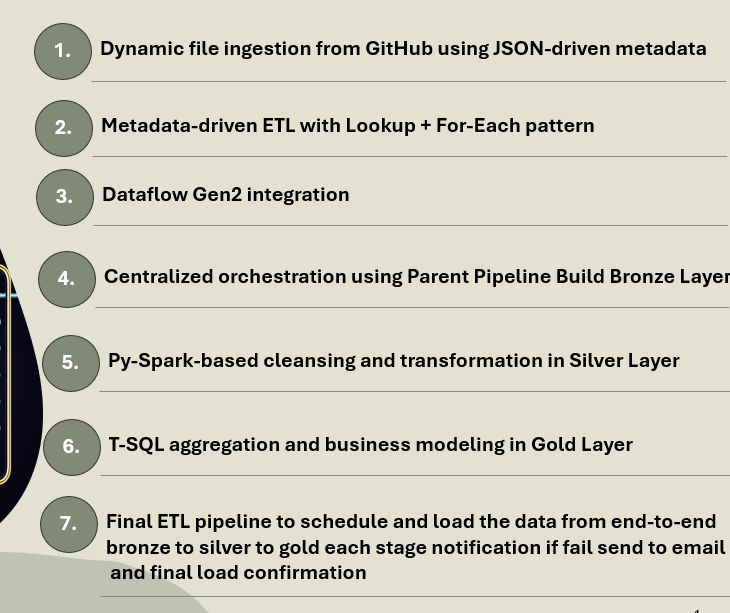 1. Dynamic file ingestion from GitHub using JSON-driven metadata
2. Metadata-driven ETL with Lookup + For-Each pattern
3. Dataflow Gen2 integration
4. Centralized orchestration using Parent Pipeline Build Bronze Layer
5. Py-Spark-based cleansing and transformation in Silver Layer
6. T-SQL aggregation and business modeling in Gold Layer
7. Final ETL pipeline to schedule and load the data from end-to-end
bronze to silver to gold each stage notification if fail send to email
and final load confirmation